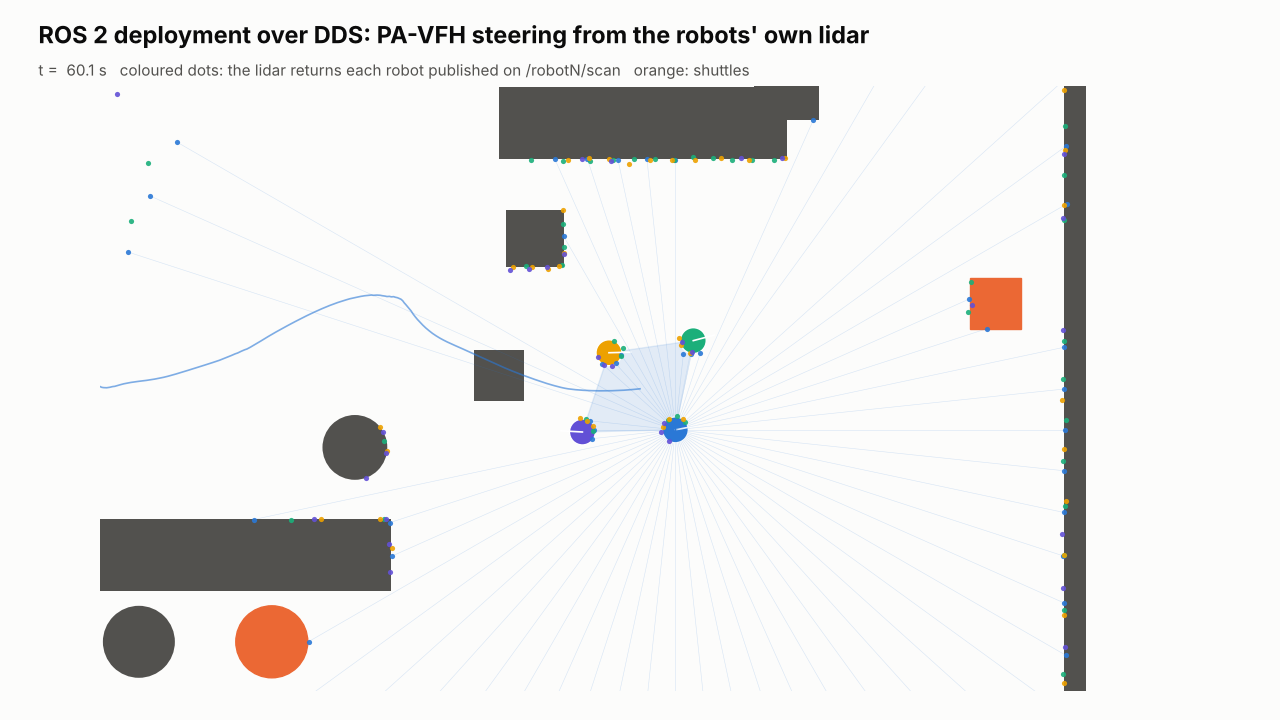 ROS 2 deployment over DDS: PA-VFH steering from the robots' own lidar
t =  60.1 s   coloured dots: the lidar returns each robot published on /robotN/scan   orange: shuttles